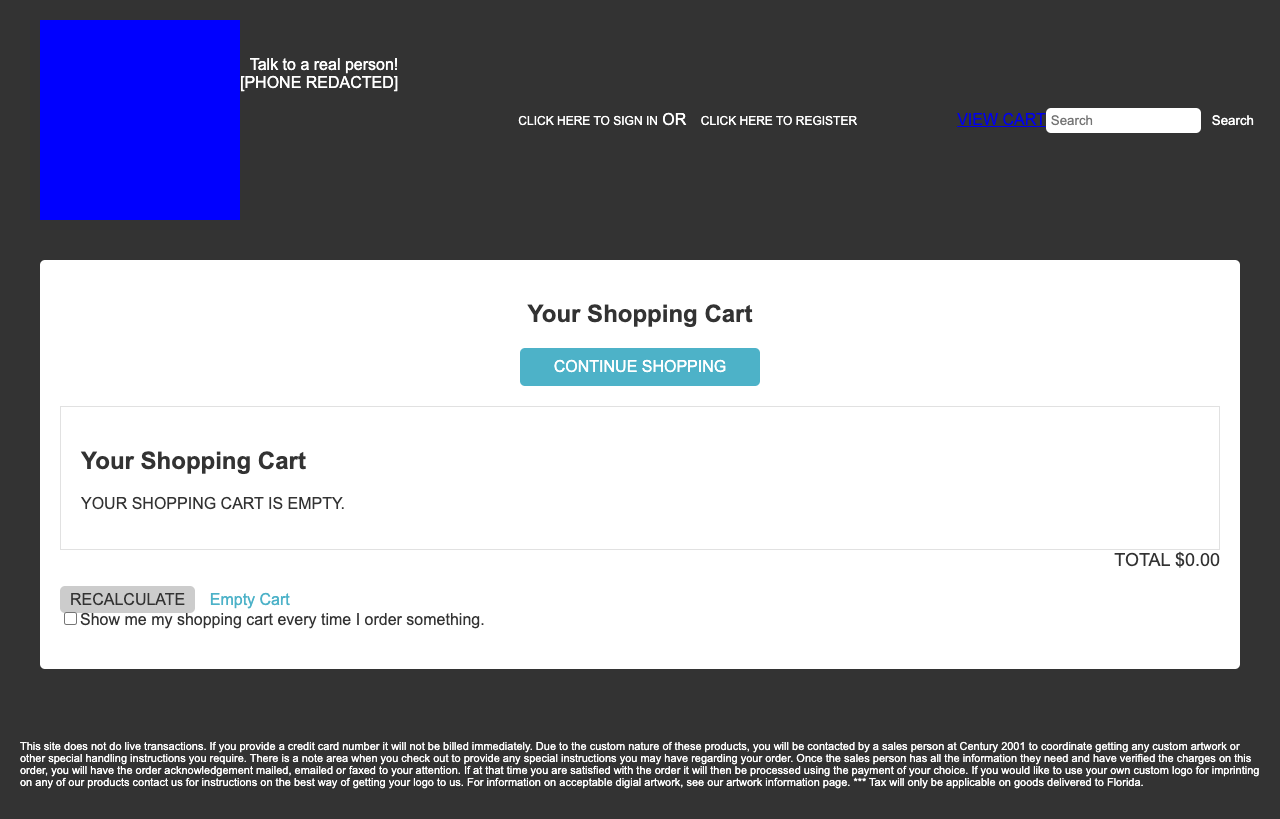 Talk to a real person!
[PHONE REDACTED]
CLICK HERE TO SIGN IN OR CLICK HERE TO REGISTER
VIEW CART Search Search
Your Shopping Cart
CONTINUE SHOPPING
Your Shopping Cart
YOUR SHOPPING CART IS EMPTY.
TOTAL $0.00
RECALCULATE Empty Cart
Show me my shopping cart every time I order something.
This site does not do live transactions. If you provide a credit card number it will not be billed immediately. Due to the custom nature of these products, you will be contacted by a sales person at Century 2001 to coordinate getting any custom artwork or
other special handling instructions you require. There is a note area when you check out to provide any special instructions you may have regarding your order. Once the sales person has all the information they need and have verified the charges on this
order, you will have the order acknowledgement mailed, emailed or faxed to your attention. If at that time you are satisfied with the order it will then be processed using the payment of your choice. If you would like to use your own custom logo for imprinting
on any of our products contact us for instructions on the best way of getting your logo to us. For information on acceptable digial artwork, see our artwork information page. *** Tax will only be applicable on goods delivered to Florida.